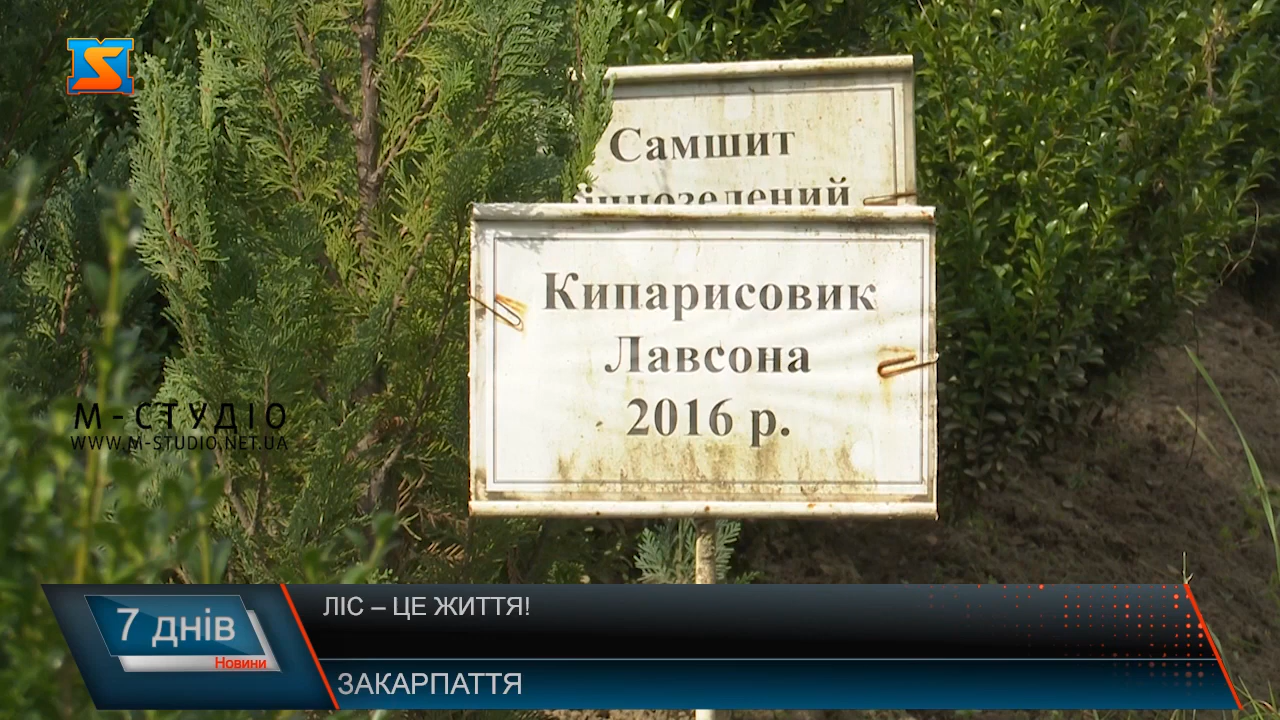 Самшит
Кипарисовик
Лавсона
2016 р.
М-СТУДІО
WWW.M-STUDIO.NET.UA
7 днів
Новини
ЛІС – ЦЕ ЖИТТЯ!
ЗАКАРПАТТЯ